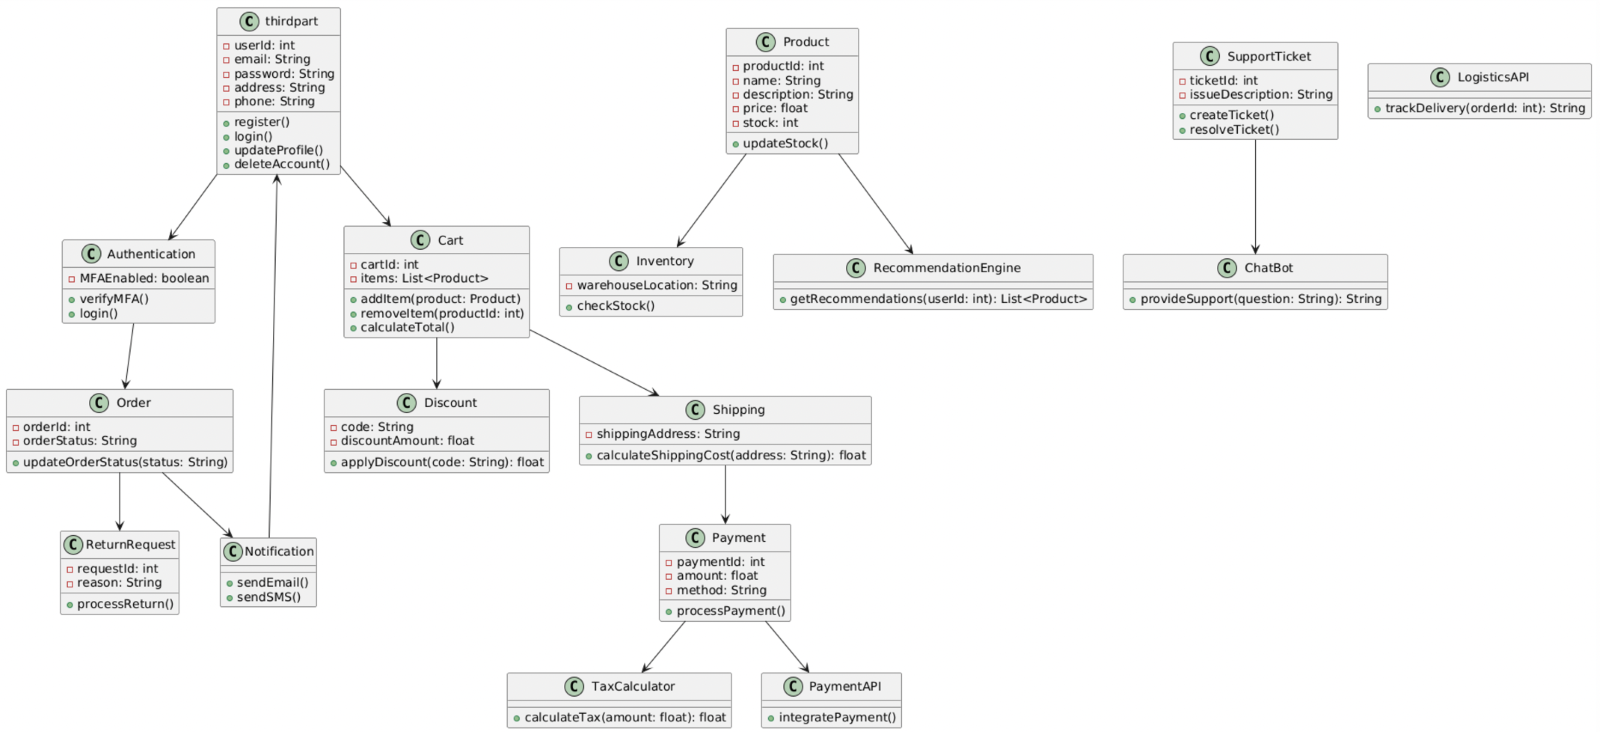 C thirdpart
userId: int
email: String
password: String
address: String
phone: String
register()
login()
updateProfile()
deleteAccount()
C Product
productId: int
name: String
description: String
price: float
stock: int
updateStock()
C SupportTicket
ticketId: int
issueDescription: String
createTicket()
resolveTicket()
C LogisticsAPI
trackDelivery(orderId: int): String
C Authentication
MFAEnabled: boolean
verifyMFA()
login()
C Cart
cartId: int
items: List<Product>
addItem(product: Product)
removeItem(productId: int)
calculateTotal()
C Inventory
warehouseLocation: String
checkStock()
C RecommendationEngine
getRecommendations(userId: int): List<Product>
C ChatBot
provideSupport(question: String): String
C Order
orderId: int
orderStatus: String
updateOrderStatus(status: String)
C Discount
code: String
discountAmount: float
applyDiscount(code: String): float
C Shipping
shippingAddress: String
calculateShippingCost(address: String): float
C ReturnRequest
requestId: int
reason: String
processReturn()
C Notification
sendEmail()
sendSMS()
C Payment
paymentId: int
amount: float
method: String
processPayment()
C TaxCalculator
calculateTax(amount: float): float
C PaymentAPI
integratePayment()